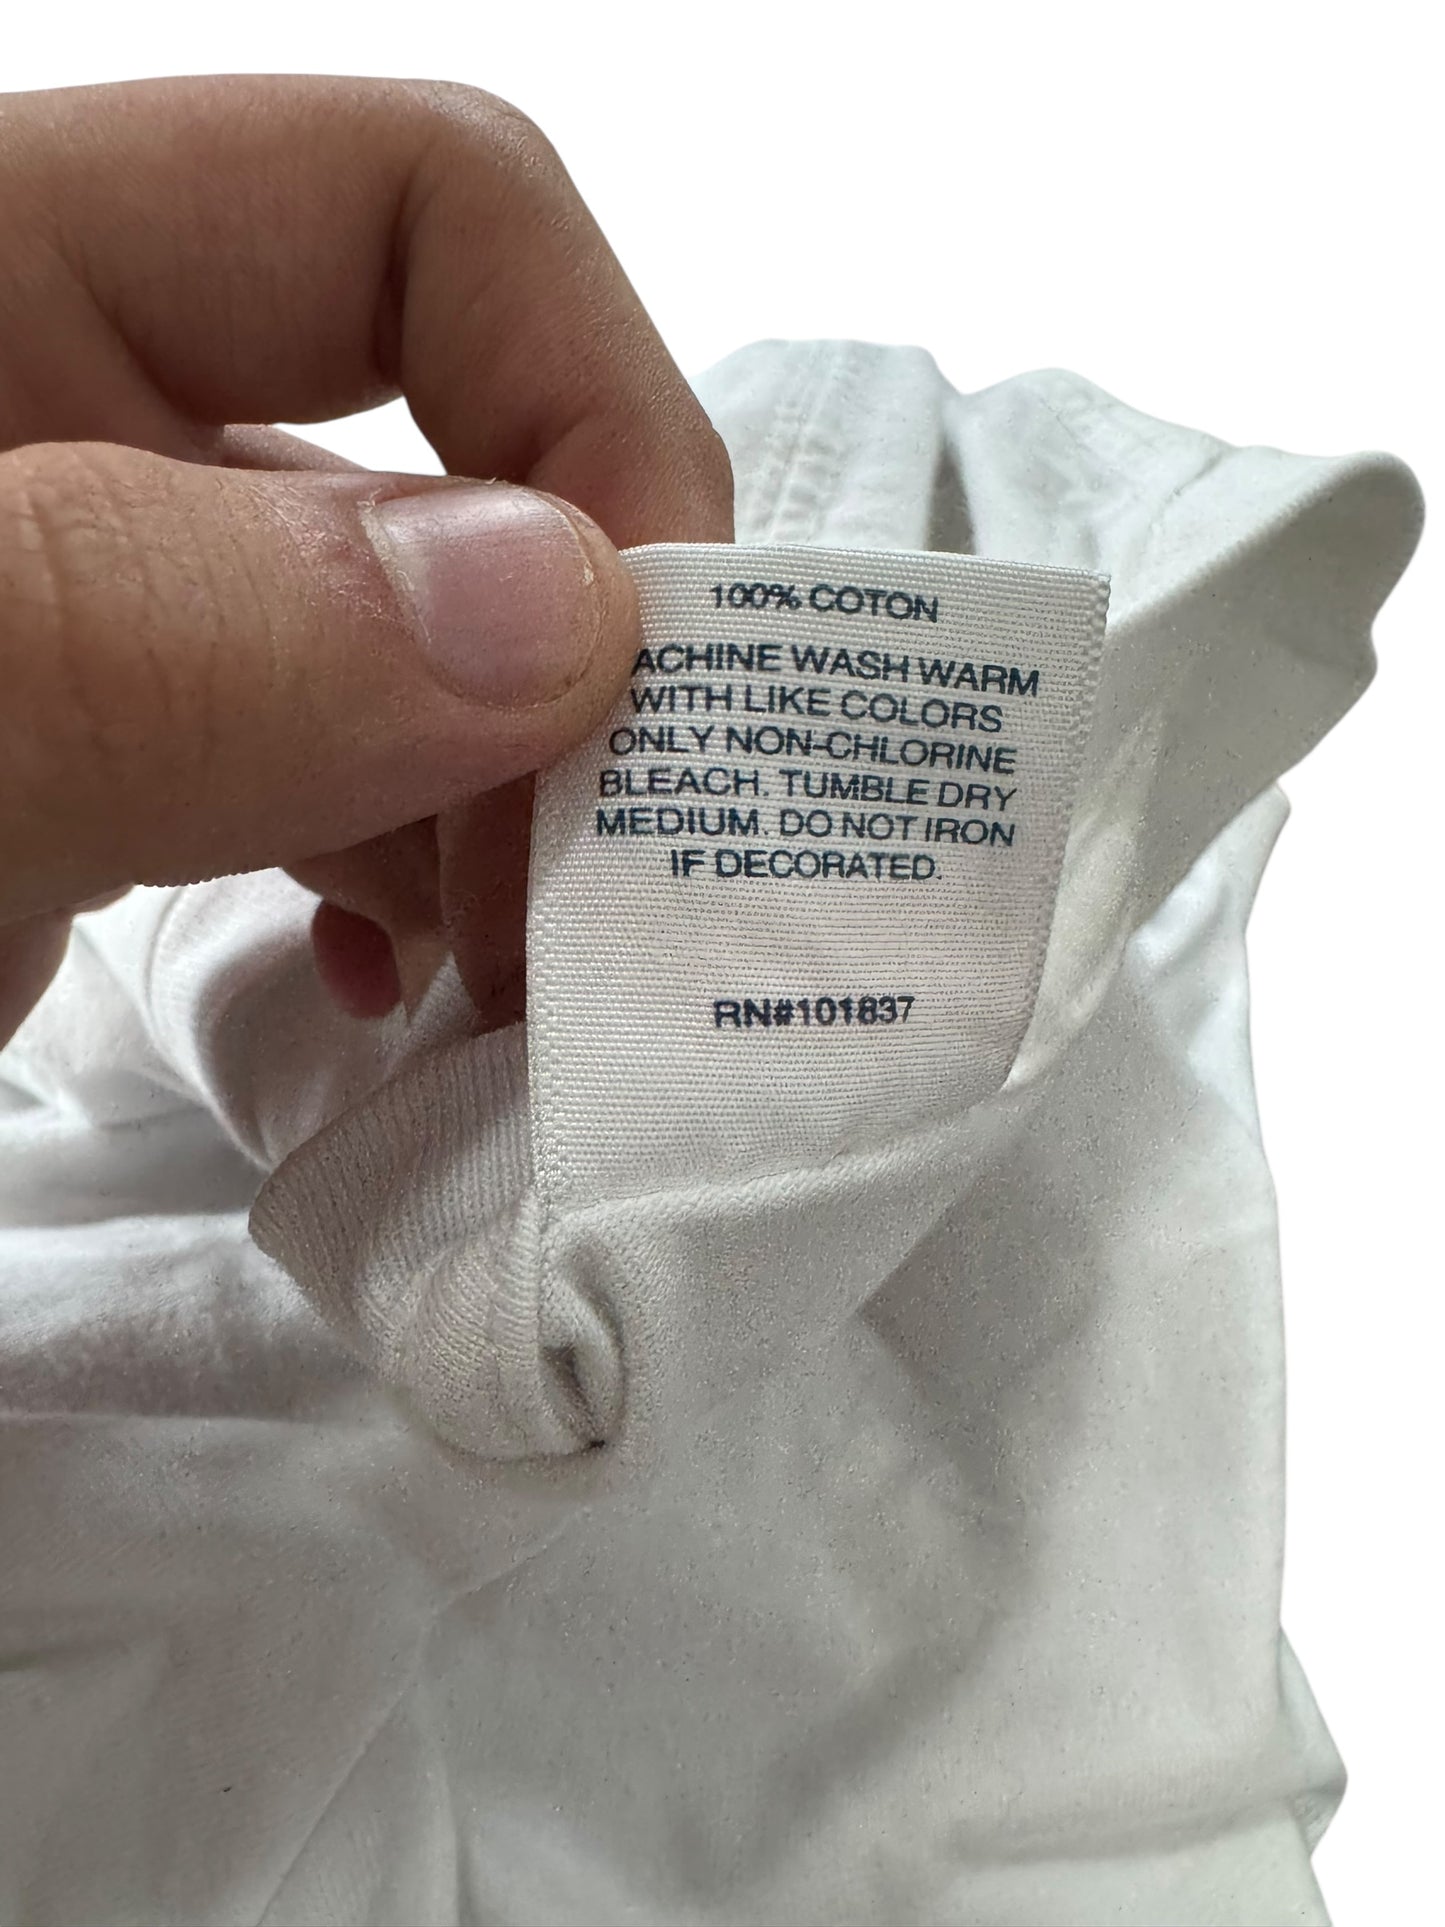 100% COTON
ACHINE WASH WARM
WITH LIKE COLORS
ONLY NON-CHLORINE
BLEACH. TUMBLE DRY
MEDIUM. DO NOT IRON
IF DECORATED.
RN#101837